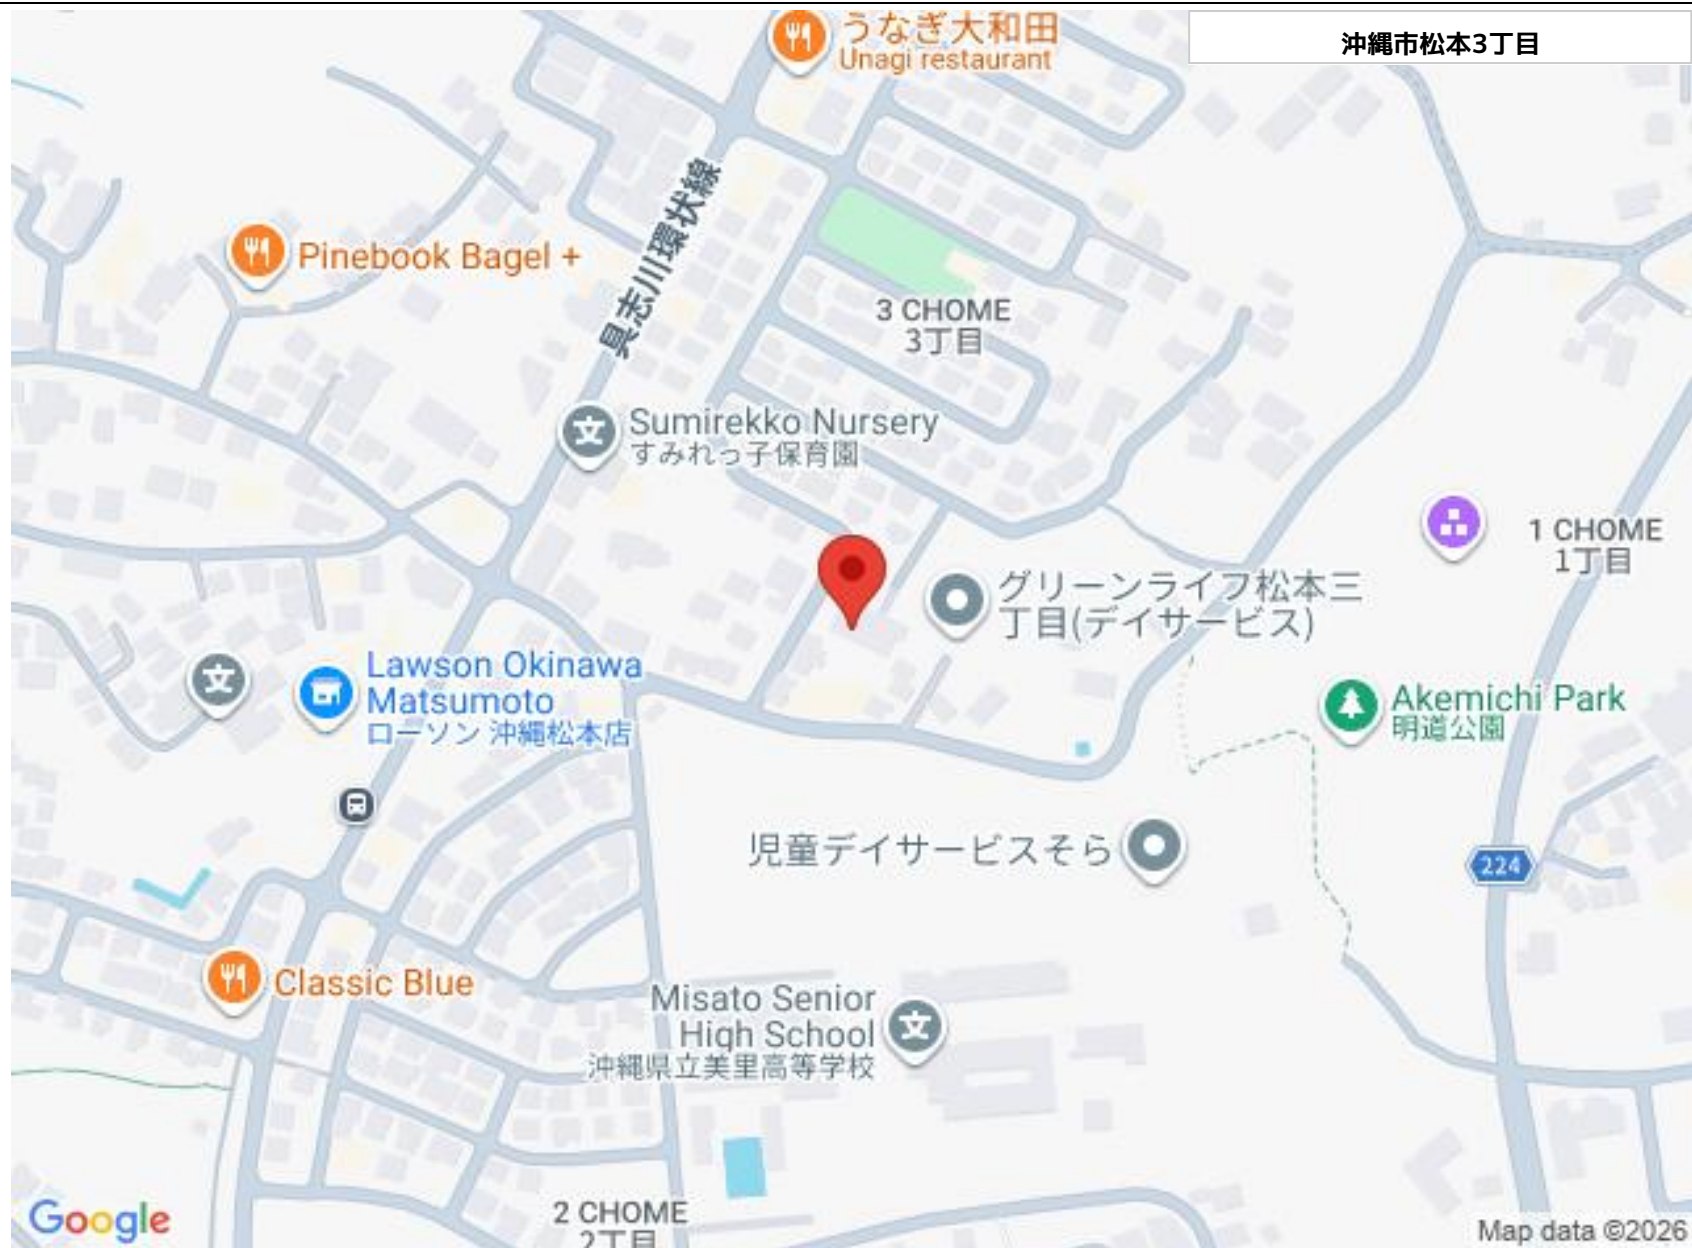 うなぎ大和田
Unagi restaurant
沖縄市松本3丁目
具志川環状線
Pinebook Bagel +
3 CHOME
3丁目
Sumirekko Nursery
すみれっ子保育園
1 CHOME
1丁目
グリーンライフ松本三
丁目(デイサービス)
Lawson Okinawa
Matsumoto
ローソン 沖縄松本店
Akemichi Park
明道公園
児童デイサービスそら
224
Classic Blue
Misato Senior
High School
沖縄県立美里高等学校
2 CHOME
2丁目
Google
Map data ©2026